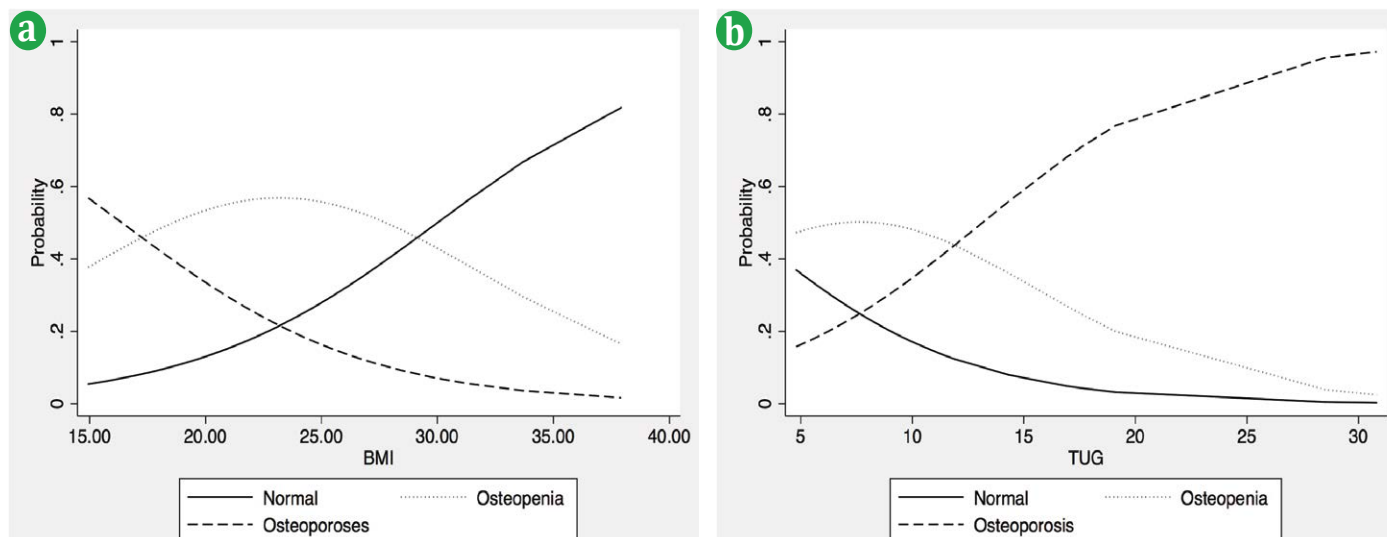 a
Probability
1
.8
.6
.4
.2
0
15.00 20.00 25.00 30.00 35.00 40.00
BMI
Normal Osteopenia
Osteoporoses
b
Probability
1
.8
.6
.4
.2
0
5 10 15 20 25 30
TUG
Normal Osteopenia
Osteoporosis